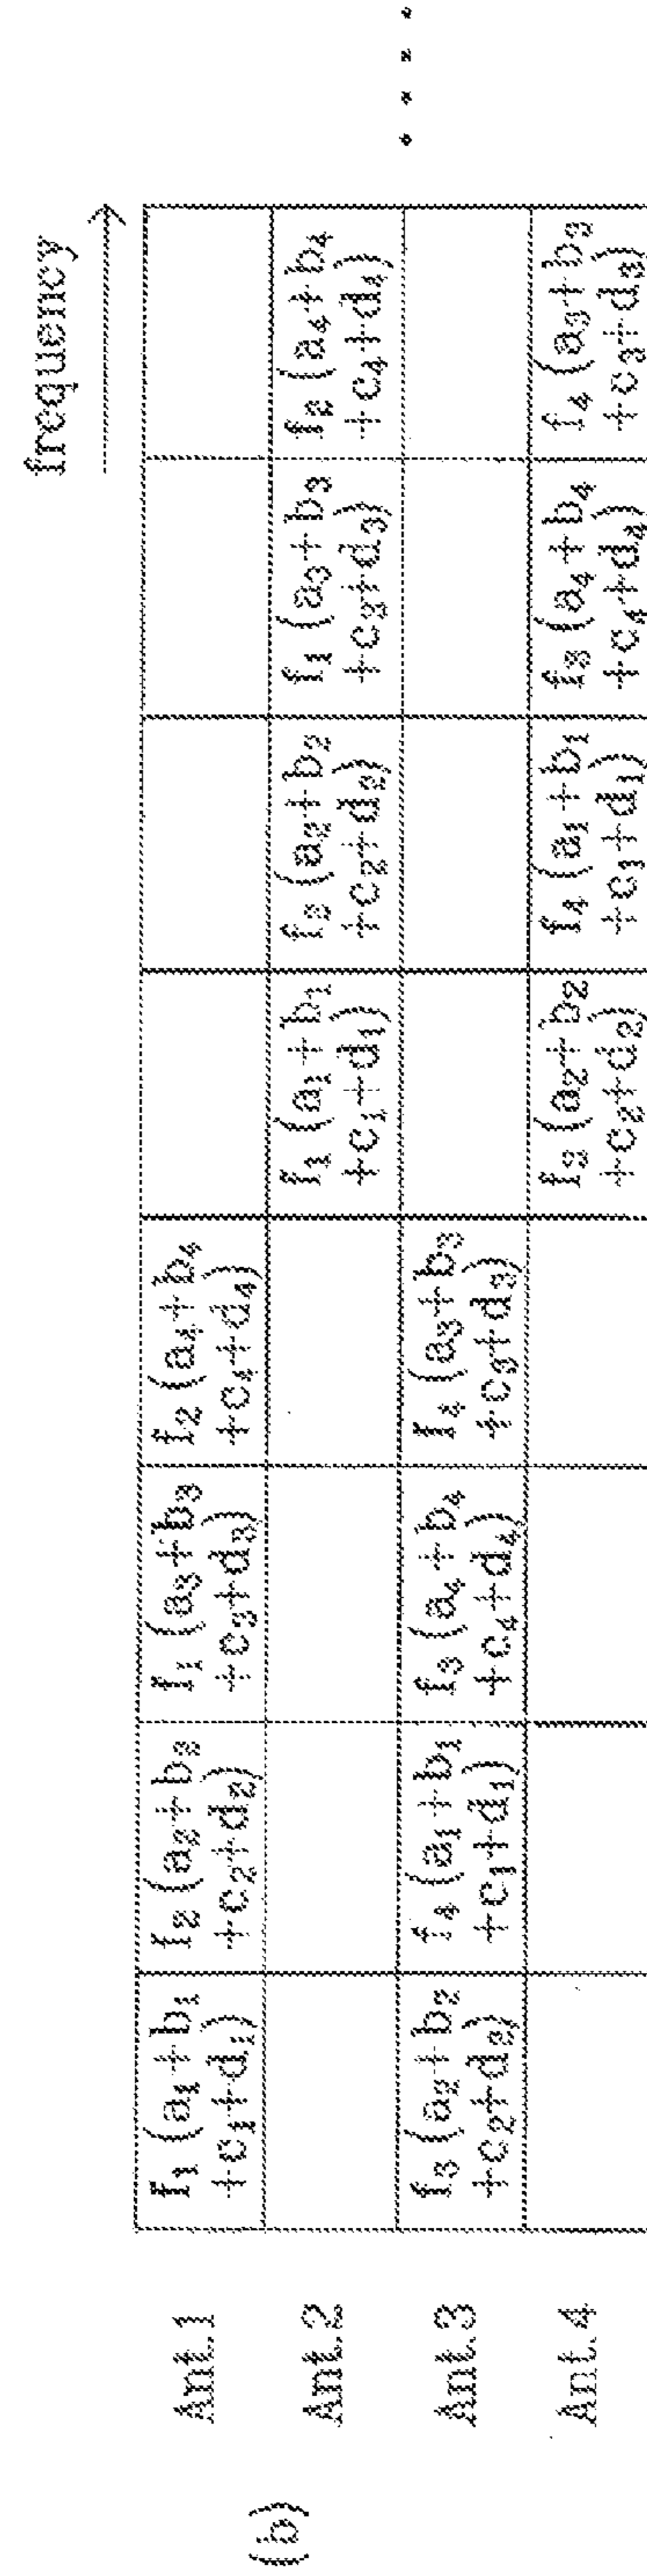 frequency
(b)
Ant.1
f₁(a₁+b₁
+c₁+d₁)
f₂(a₂+b₂
+c₂+d₂)
f₁(a₃+b₃
+c₃+d₃)
f₂(a₄+b₄
+c₄+d₄)
Ant.2
f₁(a₁+b₁
+c₁+d₁)
f₂(a₂+b₂
+c₂+d₂)
f₁(a₃+b₃
+c₃+d₃)
f₂(a₄+b₄
+c₄+d₄)
Ant.3
f₃(a₂+b₂
+c₂+d₂)
f₄(a₁+b₁
+c₁+d₁)
f₃(a₄+b₄
+c₄+d₄)
f₄(a₃+b₃
+c₃+d₃)
Ant.4
f₃(a₂+b₂
+c₂+d₂)
f₄(a₁+b₁
+c₁+d₁)
f₃(a₄+b₄
+c₄+d₄)
f₄(a₃+b₃
+c₃+d₃)